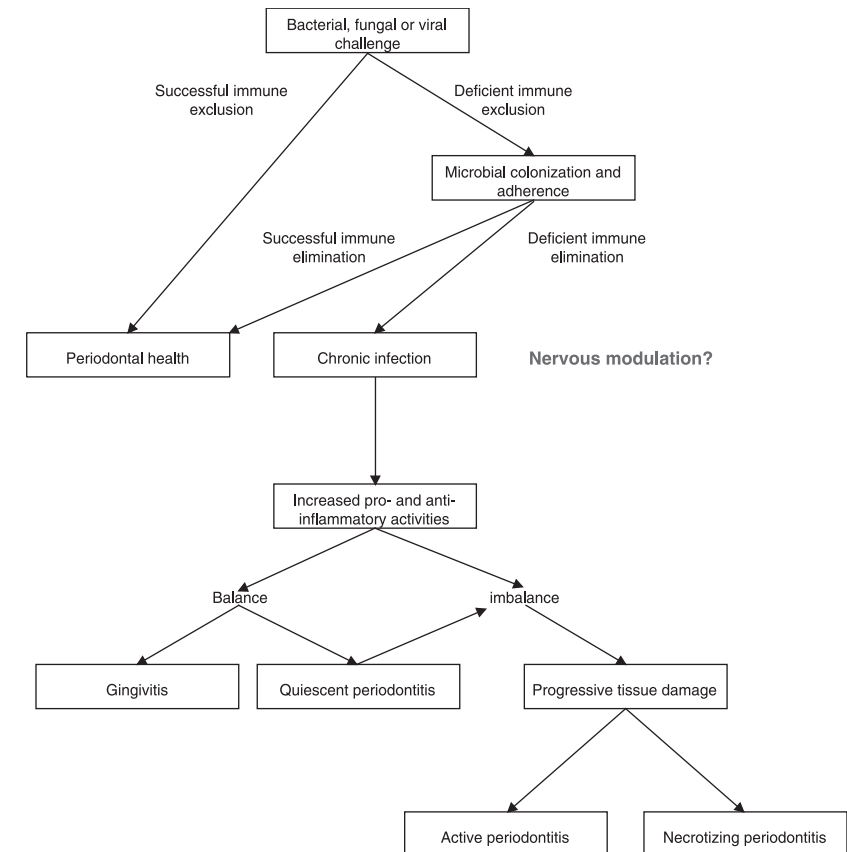 Bacterial, fungal or viral
challenge
Successful immune
exclusion
Deficient immune
exclusion
Microbial colonization and
adherence
Successful immune
elimination
Deficient immune
elimination
Periodontal health
Chronic infection
Nervous modulation?
Increased pro- and anti-
inflammatory activities
Balance
imbalance
Gingivitis
Quiescent periodontitis
Progressive tissue damage
Active periodontitis
Necrotizing periodontitis